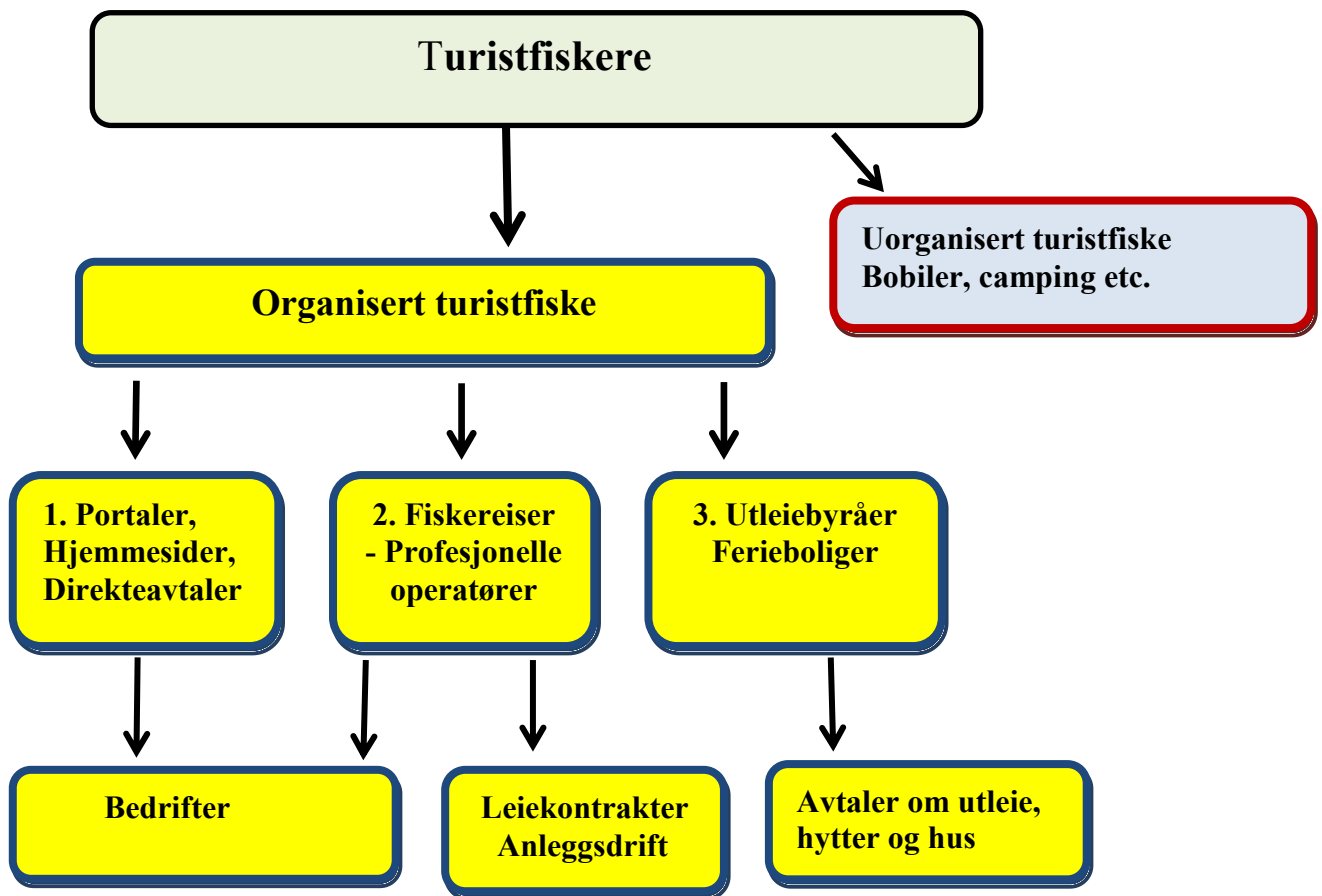 Turistfiskere
Uorganisert turistfiske
Bobiler, camping etc.
Organisert turistfiske
1. Portaler,
Hjemmesider,
Direkteavtaler
2. Fiskereiser
- Profesjonelle
operatører
3. Utleiebyråer
Ferieboliger
Bedrifter
Leiekontrakter
Anleggsdrift
Avtaler om utleie,
hytter og hus